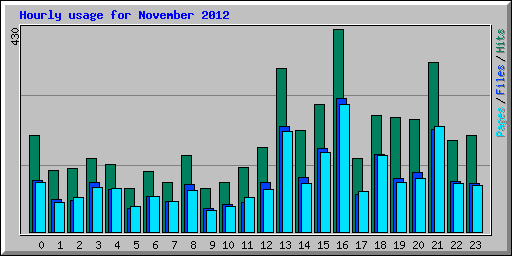 Hourly usage for November 2012
430
Pages/Files/Hits
0 1 2 3 4 5 6 7 8 9 10 11 12 13 14 15 16 17 18 19 20 21 22 23